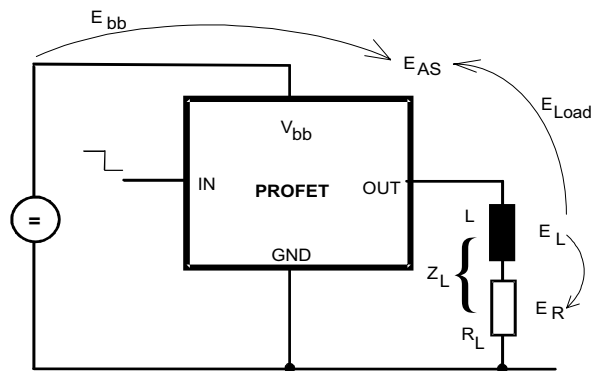 E bb
E AS
E Load
V bb
IN
PROFET
OUT
L
E L
GND
Z L
{
E R
R L
=